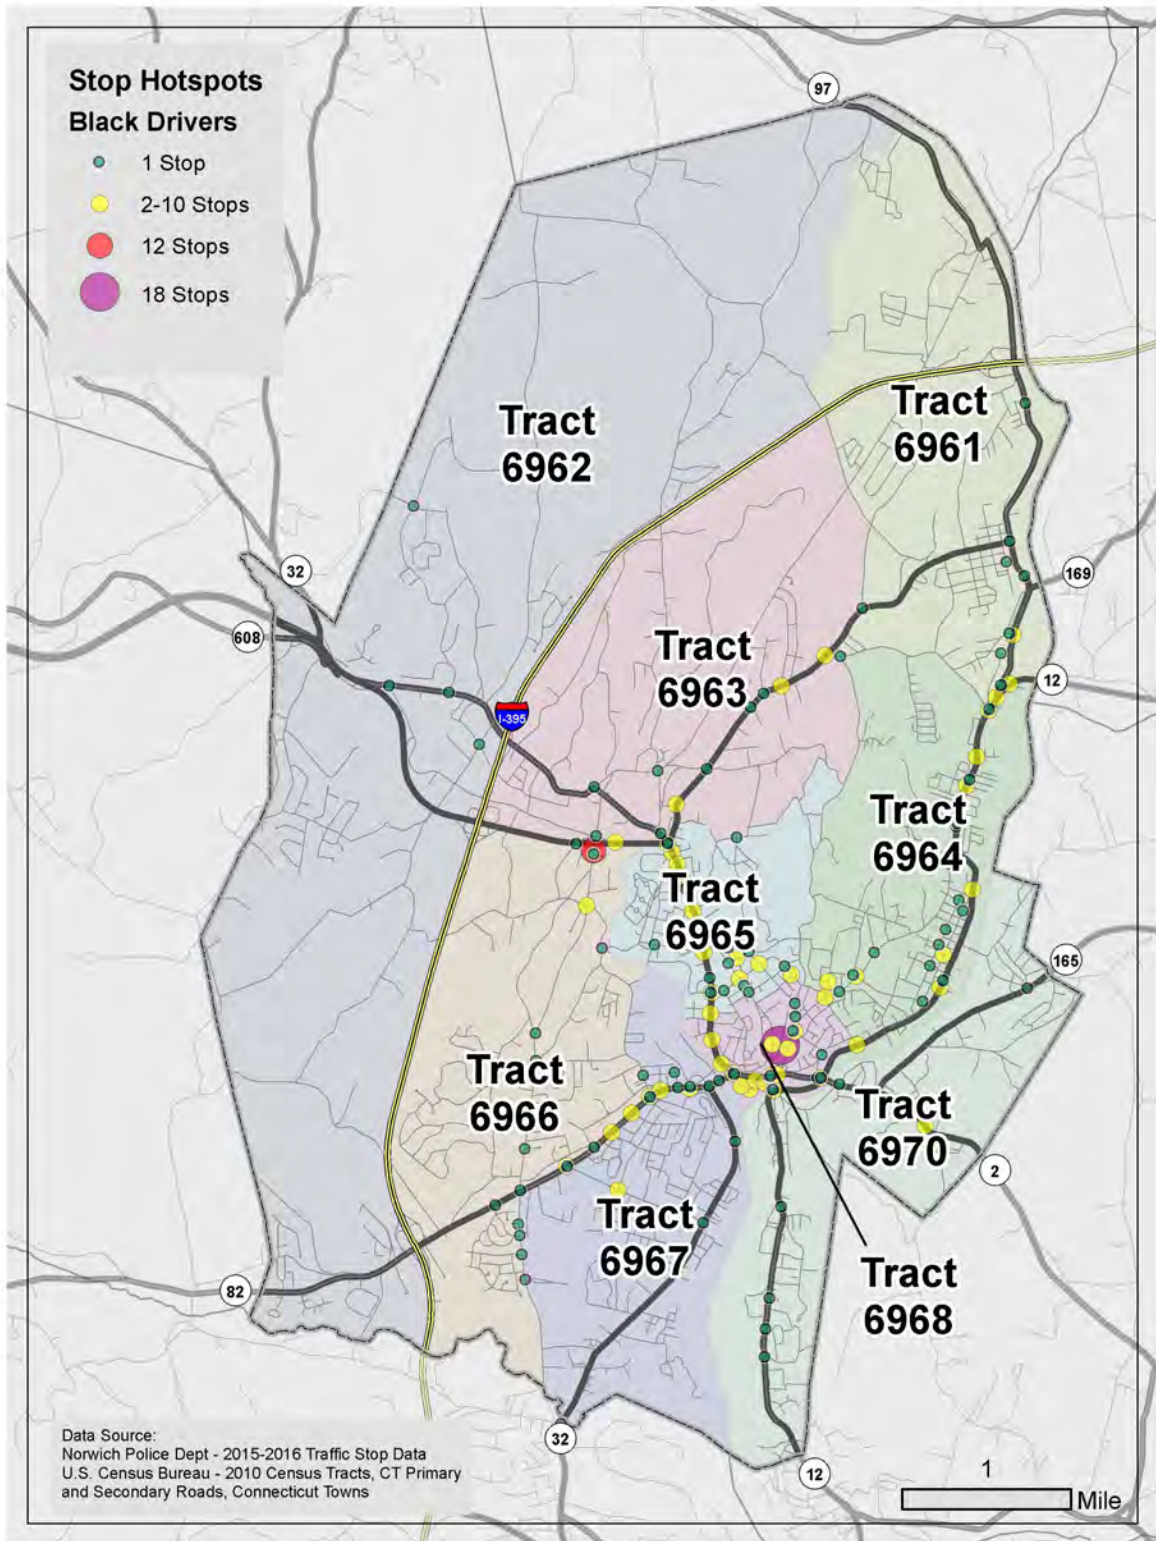 Stop Hotspots
Black Drivers
1 Stop
2-10 Stops
12 Stops
18 Stops
97
Tract
6961
Tract
6962
32
169
608
Tract
6963
12
I-395
Tract
6964
Tract
6965
165
Tract
6966
Tract
6970
2
Tract
6967
Tract
6968
82
32
12
Data Source:
Norwich Police Dept - 2015-2016 Traffic Stop Data
U.S. Census Bureau - 2010 Census Tracts, CT Primary
and Secondary Roads, Connecticut Towns
1
Mile